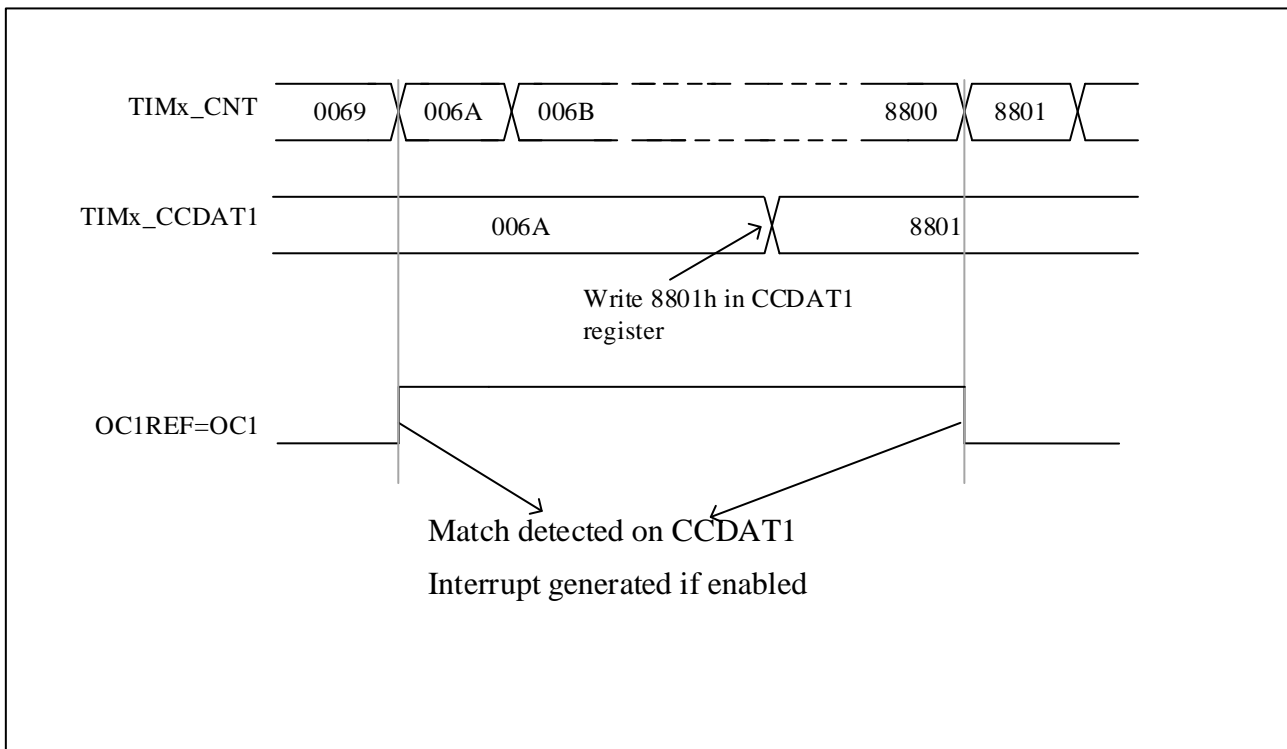 TIMx_CNT 0069 006A 006B 8800 8801
TIMx_CCDAT1 006A 8801
Write 8801h in CCDAT1
register
OC1REF=OC1
Match detected on CCDAT1
Interrupt generated if enabled